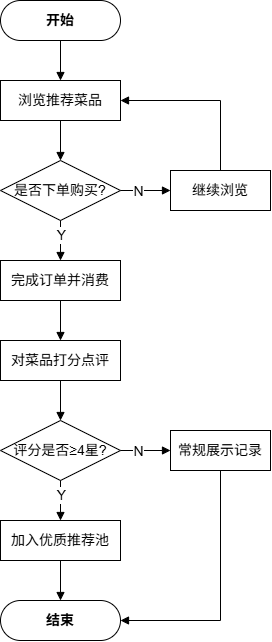 开始
浏览推荐菜品
是否下单购买?
N
继续浏览
Y
完成订单并消费
对菜品打分点评
评分是否≥4星?
N
常规展示记录
Y
加入优质推荐池
结束